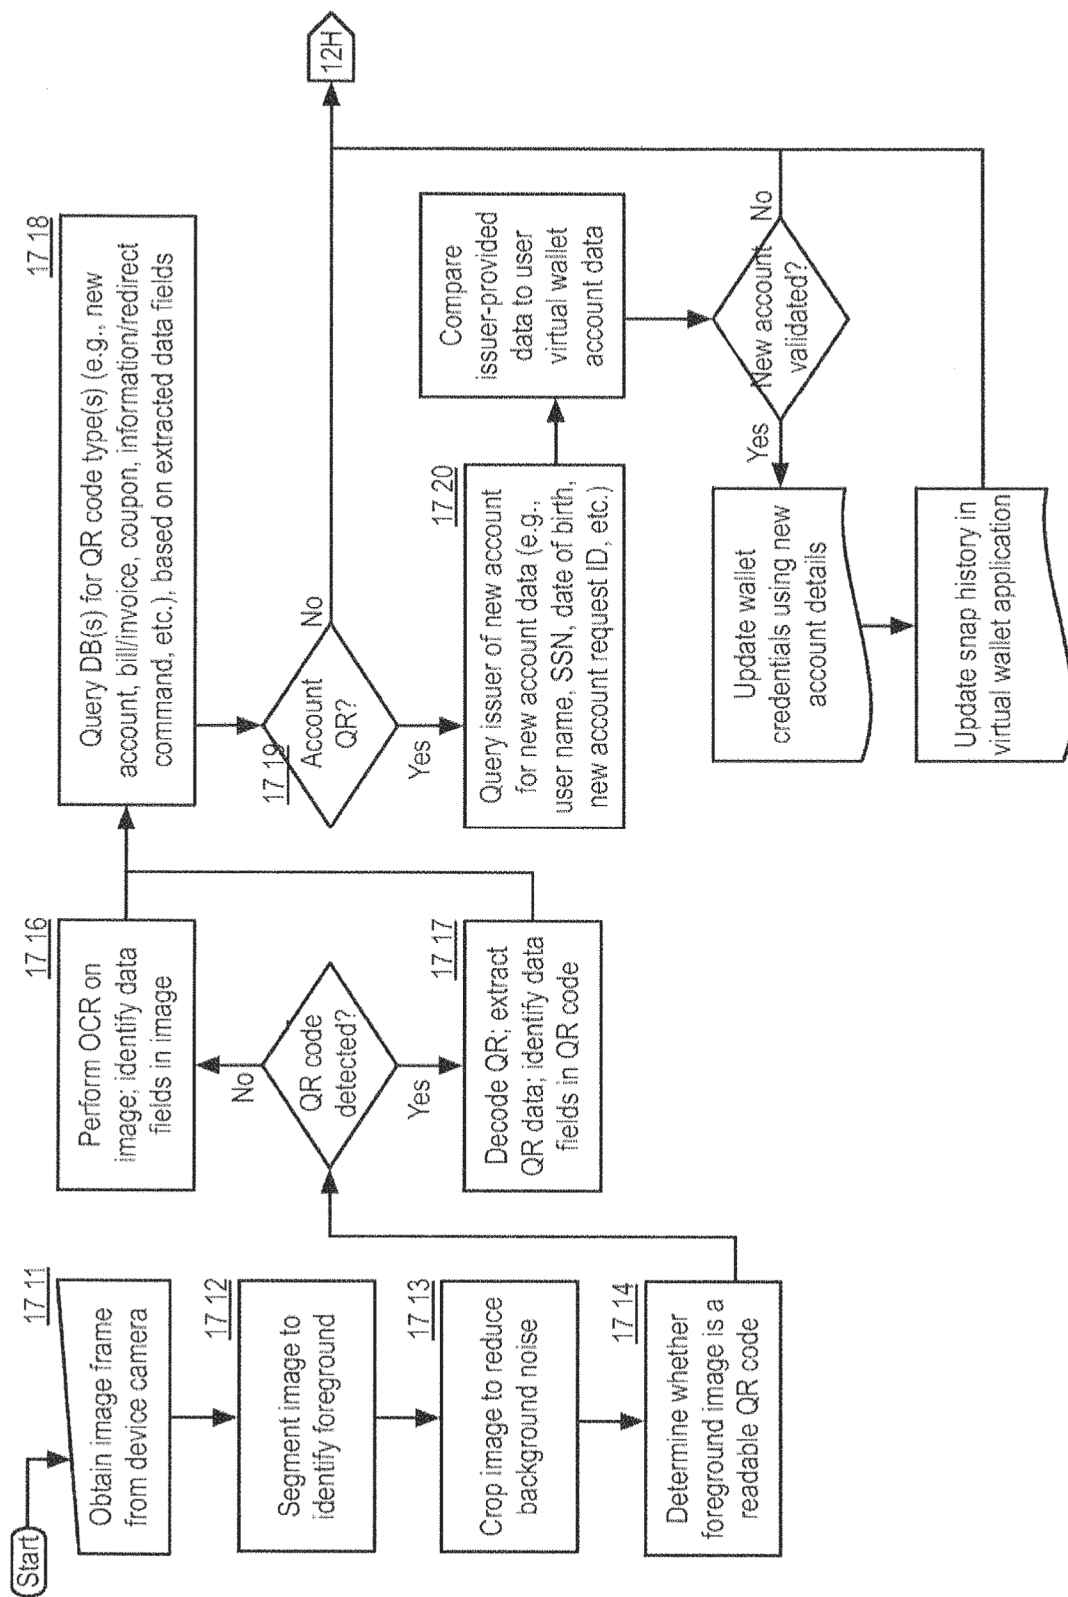 Start
17 11
Obtain image frame
from device camera
17 12
Segment image to
identify foreground
17 13
Crop image to reduce
background noise
17 14
Determine whether
foreground image is a
readable QR code
QR code
detected?
No
Yes
17 16
Perform OCR on
image; identify data
fields in image
17 17
Decode QR; extract
QR data; identify data
fields in QR code
17 18
Query DB(s) for QR code type(s) (e.g., new
account, bill/invoice, coupon, information/redirect
command, etc.), based on extracted data fields
17 19
Account
QR?
No
Yes
17 20
Query issuer of new account
for new account data (e.g.,
user name, SSN, date of birth,
new account request ID, etc.)
Compare
issuer-provided
data to user
virtual wallet
account data
New account
validated?
No
Yes
Update wallet
credentials using new
account details
Update snap history in
virtual wallet application
12H